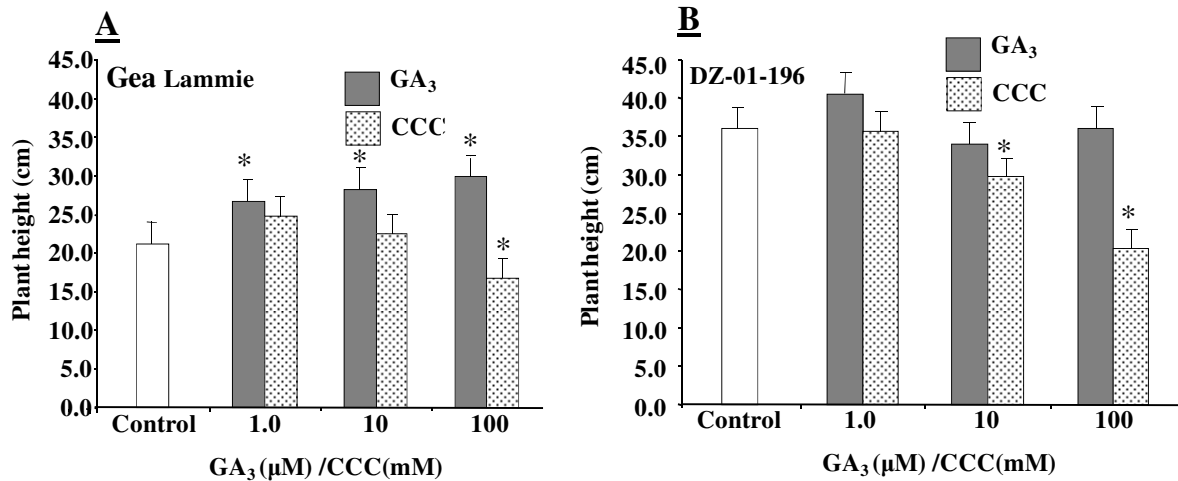 A
Gea Lammie
GA₃
CCC
Plant height (cm)
45.0
40.0
35.0
30.0
25.0
20.0
15.0
10.0
5.0
0.0
*
*
*
*
Control
1.0
10
100
GA₃ (µM) /CCC(mM)
B
DZ-01-196
GA₃
CCC
Plant height (cm)
45.0
40.0
35.0
30.0
25.0
20.0
15.0
10.0
5.0
0.0
*
*
Control
1.0
10
100
GA₃ (µM) /CCC(mM)